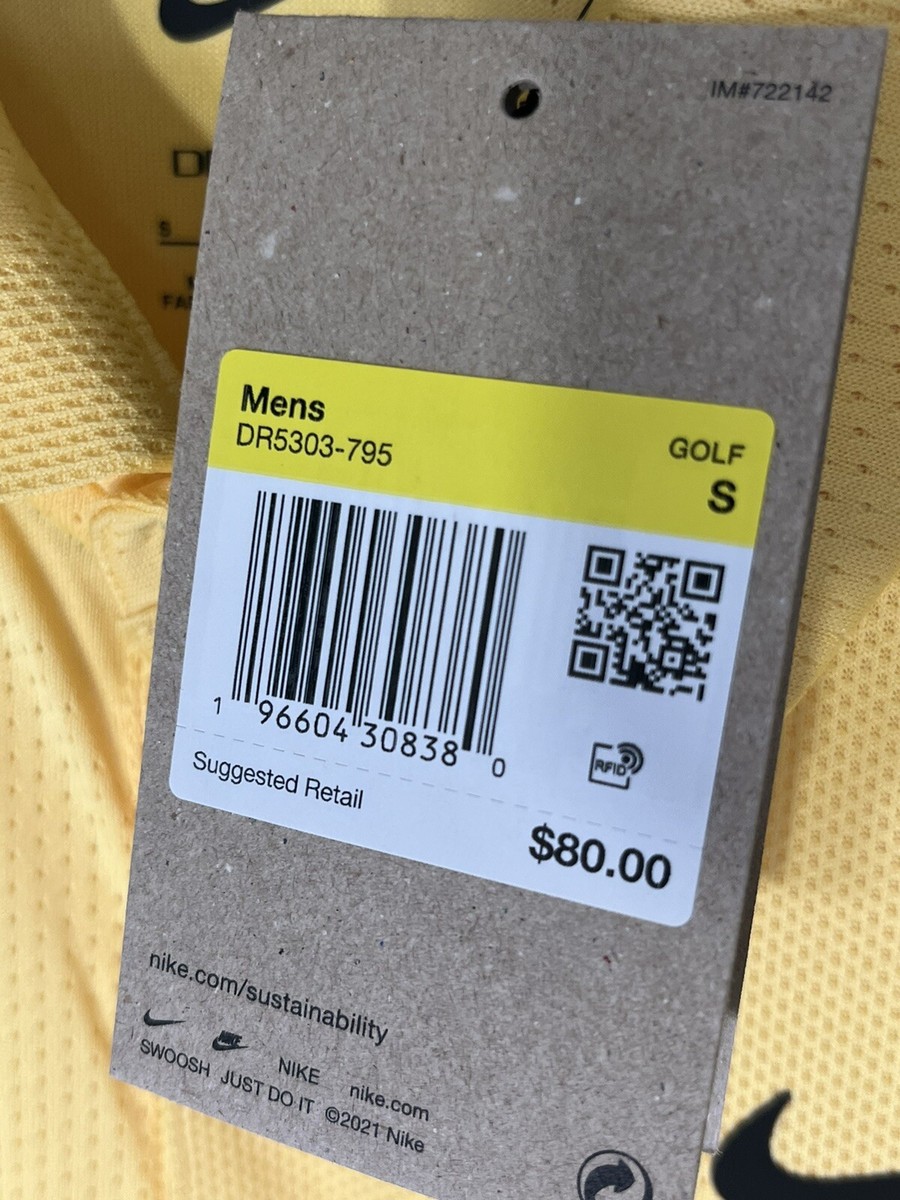 IM#722142
Mens
DR5303-795
GOLF
S
1 96604 30838 0
RFID
Suggested Retail
$80.00
nike.com/sustainability
NIKE
SWOOSH JUST DO IT NIKE nike.com
©2021 Nike
S